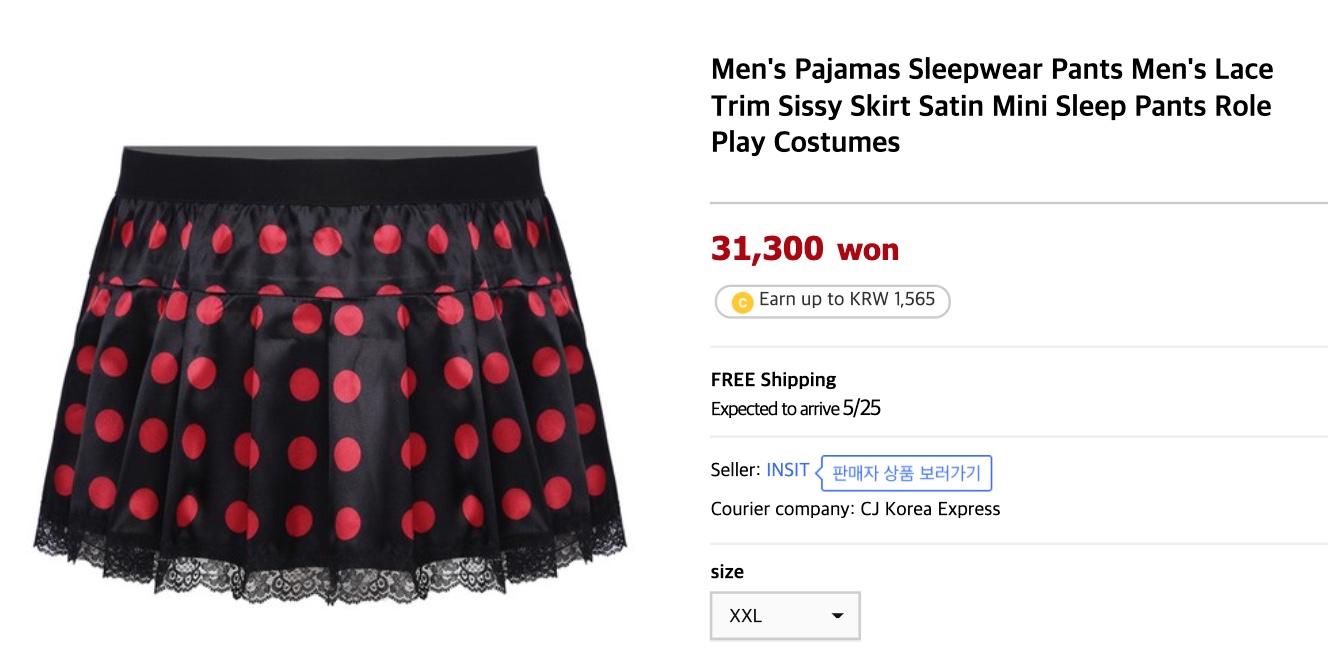 Men's Pajamas Sleepwear Pants Men's Lace
Trim Sissy Skirt Satin Mini Sleep Pants Role
Play Costumes
31,300 won
C Earn up to KRW 1,565
FREE Shipping
Expected to arrive 5/25
Seller: INSIT 판매자 상품 보러가기
Courier company: CJ Korea Express
size
XXL